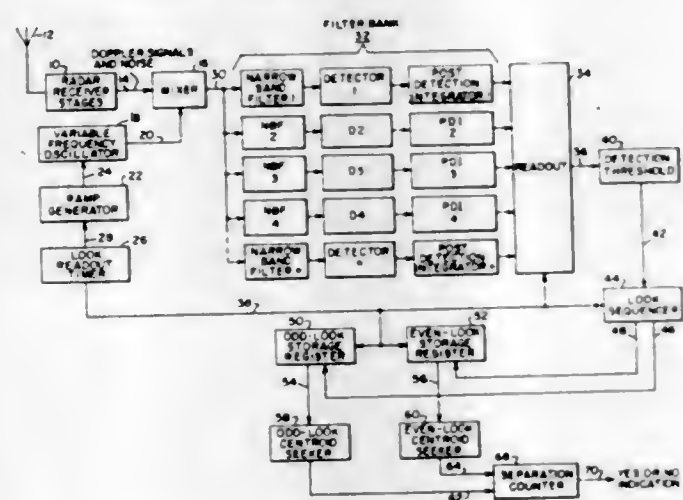 FILTER BANK
32
12
DOPPLER SIGNALS
AND NOISE
10
14
16
30
34
RADAR
RECEIVER
STAGES
MIXER
NARROW
BAND
FILTER 1
DETECTOR
1
POST
DETECTION
INTEGRATOR 1
18
20
VARIABLE
FREQUENCY
OSCILLATOR
NBF
2
D2
PDI
2
40
24
22
NBF
3
D3
PDI
3
READOUT
DETECTION
THRESHOLD
RAMP
GENERATOR
28
26
NBF
4
D4
PDI
4
42
LOOK
READOUT
TIMER
NARROW
BAND
FILTER
DETECTOR
POST
DETECTION
INTEGRATOR
44
38
LOOK
SEQUENCER
50
52
48
46
ODD-LOOK
STORAGE
REGISTER
EVEN-LOOK
STORAGE
REGISTER
54
56
58
60
ODD-LOOK
CENTROID
SEEKER
EVEN-LOOK
CENTROID
SEEKER
64
68
70
SEPARATION
COUNTER
YES OR NO
INDICATION